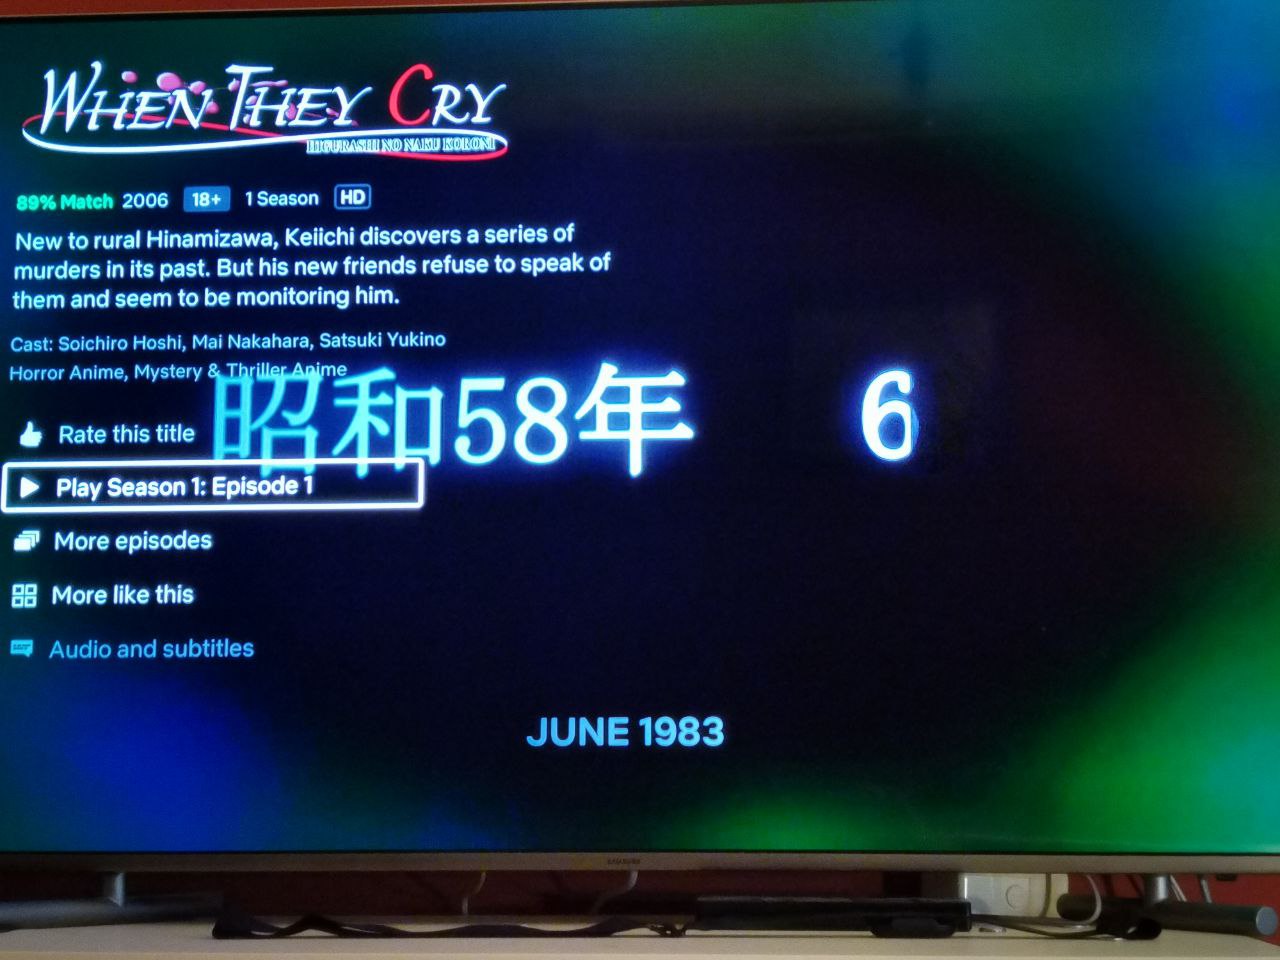 WHEN THEY CRY
HIGURASHI NO NAKU KORONI
89% Match 2006 18+ 1 Season HD
New to rural Hinamizawa, Keiichi discovers a series of
murders in its past. But his new friends refuse to speak of
them and seem to be monitoring him.
Cast: Soichiro Hoshi, Mai Nakahara, Satsuki Yukino
Horror Anime, Mystery & Thriller Anime
昭和58年 6
Rate this title
Play Season 1: Episode 1
More episodes
More like this
Audio and subtitles
JUNE 1983
SAMSUNG